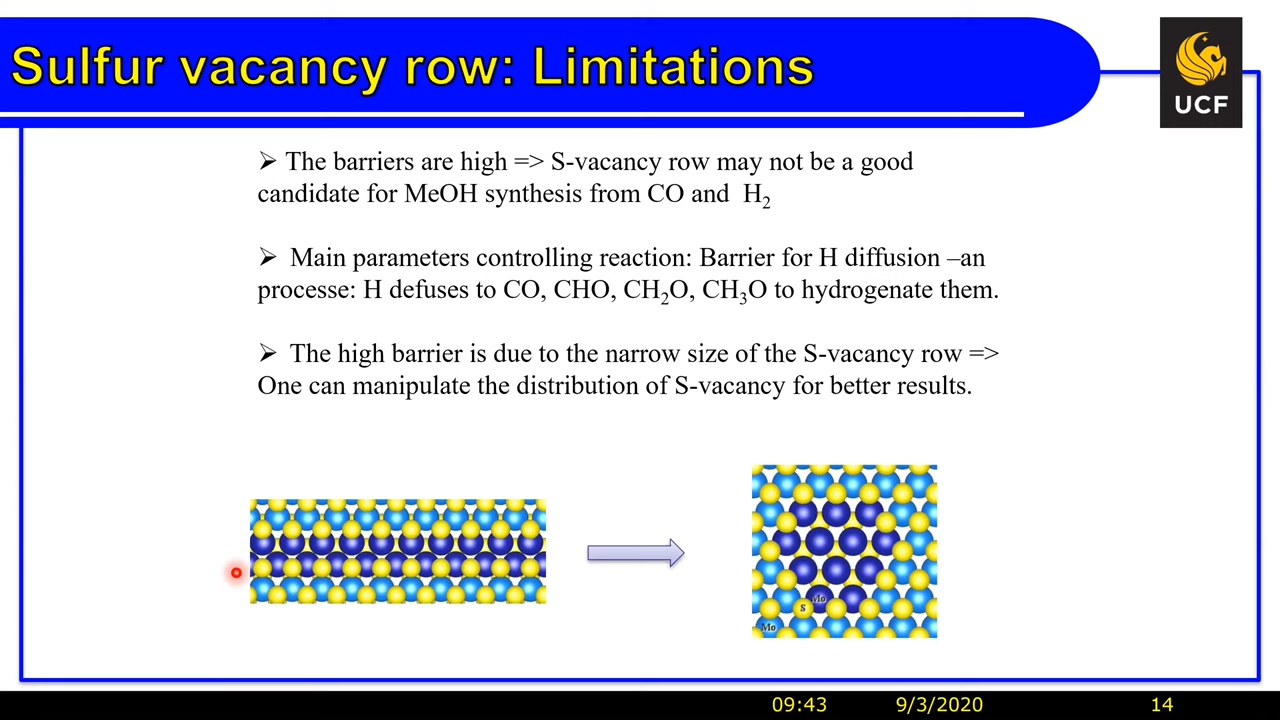 Sulfur vacancy row: Limitations
UCF
➢ The barriers are high => S-vacancy row may not be a good
candidate for MeOH synthesis from CO and H₂
➢ Main parameters controlling reaction: Barrier for H diffusion –an
processe: H defuses to CO, CHO, CH₂O, CH₃O to hydrogenate them.
➢ The high barrier is due to the narrow size of the S-vacancy row =>
One can manipulate the distribution of S-vacancy for better results.
Mo
S
Mo
09:43 9/3/2020 14